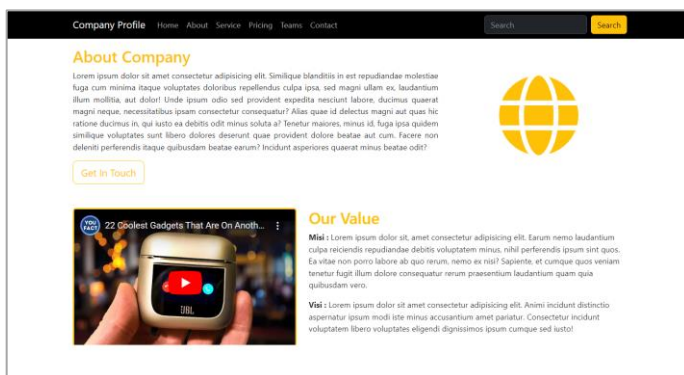 Company Profile Home About Service Pricing Teams Contact Search Search
About Company
Lorem ipsum dolor sit amet consectetur adipisicing elit. Similique blanditiis in est repudiandae molestiae
fuga cum minima itaque voluptates doloribus repellendus culpa ipsa, sed magni ullam ex, laudantium
illum mollitia, aut dolor! Unde ipsum odio sed provident expedita nesciunt labore, ducimus quaerat
magni neque, necessitatibus ipsam consectetur consequatur? Alias quae id delectus magni aut quas hic
ratione ducimus in, qui iusto ea debitis odit minus soluta a? Tenetur maiores, minus id, fuga ipsa quidem
similique voluptates sunt libero dolores deserunt quae provident dolore beatae aut cum. Facere non
deleniti perferendis itaque quibusdam beatae earum? Incidunt asperiores quaerat minus beatae odit?
Get In Touch
YOU FACT 22 Coolest Gadgets That Are On Anoth...
JBL
Our Value
Misi : Lorem ipsum dolor sit, amet consectetur adipisicing elit. Earum nemo laudantium
culpa reiciendis repudiandae debitis voluptatem minus, nihil perferendis ipsum sint quos.
Ea vitae non porro labore ab quo rerum, nemo ex nisi? Sapiente, et cumque quos veniam
tenetur fugit illum dolore consequatur rerum praesentium laudantium quam quia
quibusdam vero.
Visi : Lorem ipsum dolor sit amet consectetur adipisicing elit. Animi incidunt distinctio
aspernatur ipsum modi iste minus accusantium amet pariatur. Consectetur incidunt
voluptatem libero voluptates eligendi dignissimos ipsum cumque sed iusto!